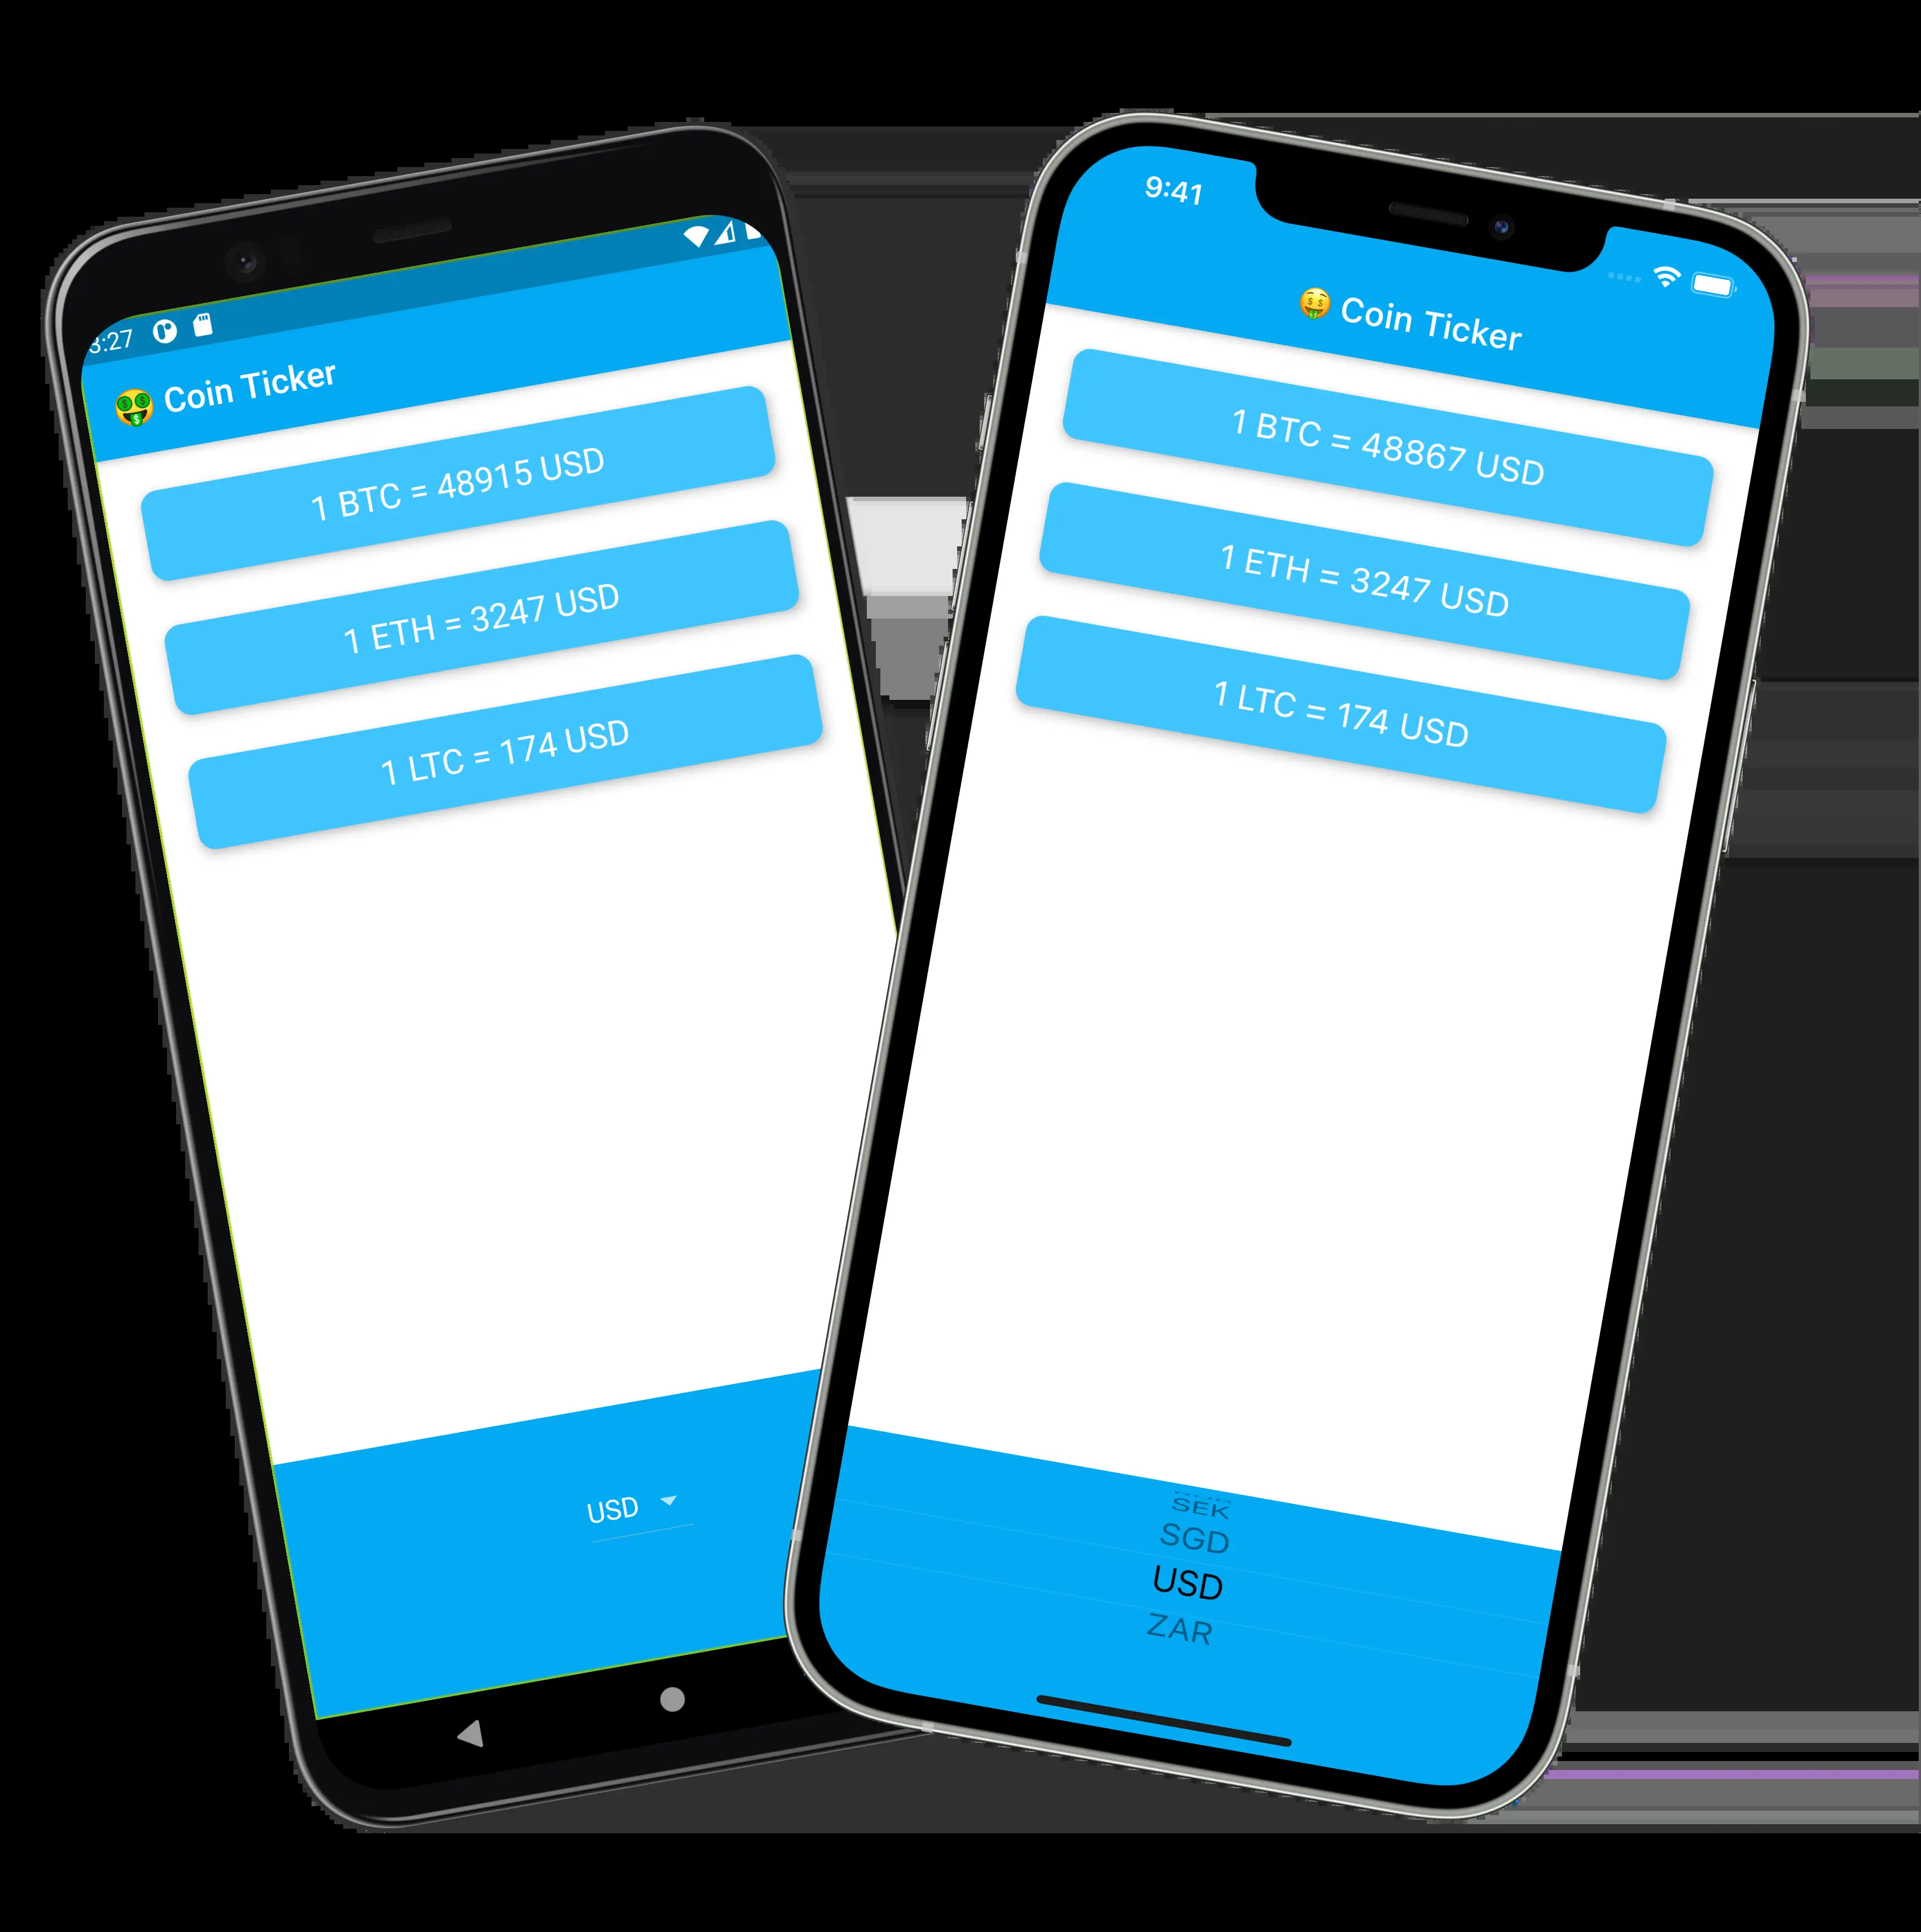 3:27
Coin Ticker
1 BTC = 48915 USD
1 ETH = 3247 USD
1 LTC = 174 USD
USD
9:41
Coin Ticker
1 BTC = 48867 USD
1 ETH = 3247 USD
1 LTC = 174 USD
SEK
SGD
USD
ZAR